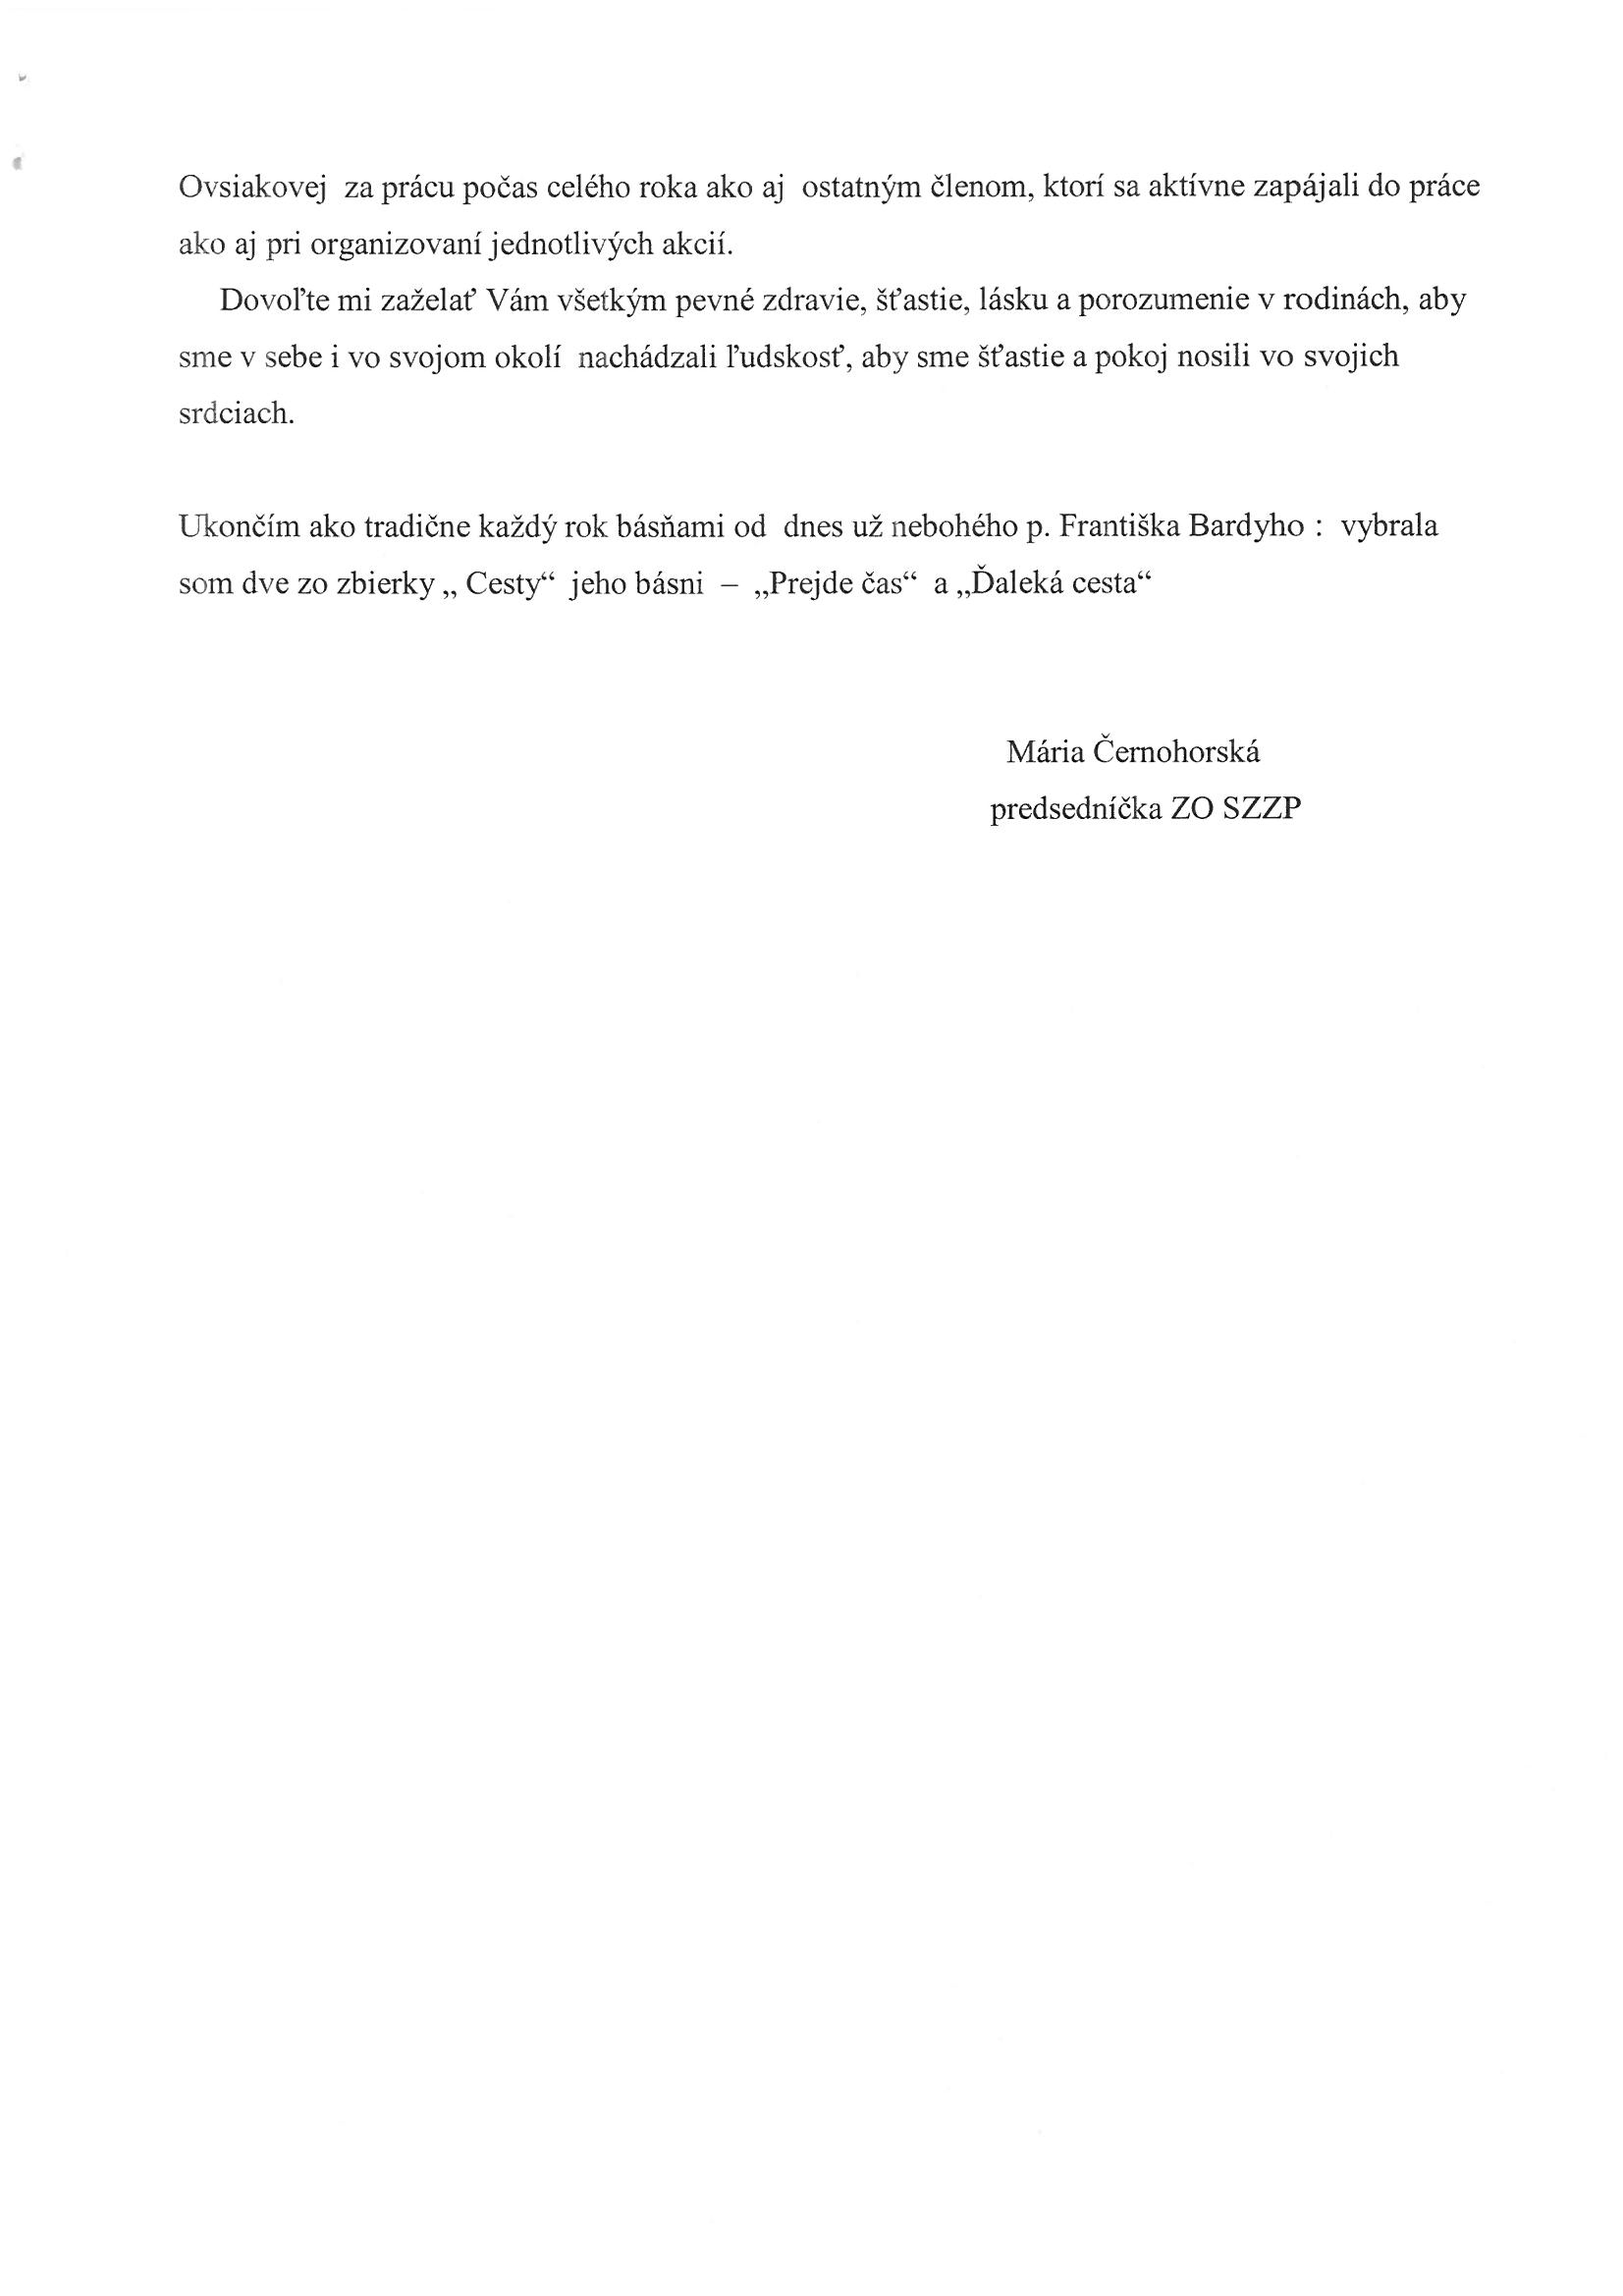 Ovsiakovej za prácu počas celého roka ako aj ostatným členom, ktorí sa aktívne zapájali do práce
ako aj pri organizovaní jednotlivých akcií.
Dovoľte mi zaželať Vám všetkým pevné zdravie, šťastie, lásku a porozumenie v rodinách, aby
sme v sebe i vo svojom okolí nachádzali ľudskosť, aby sme šťastie a pokoj nosili vo svojich
srdciach.
Ukončím ako tradične každý rok básňami od dnes už nebohého p. Františka Bardyho : vybrala
som dve zo zbierky „ Cesty“ jeho básni – „Prejde čas“ a „Ďaleká cesta“
Mária Černohorská
predsedníčka ZO SZZP